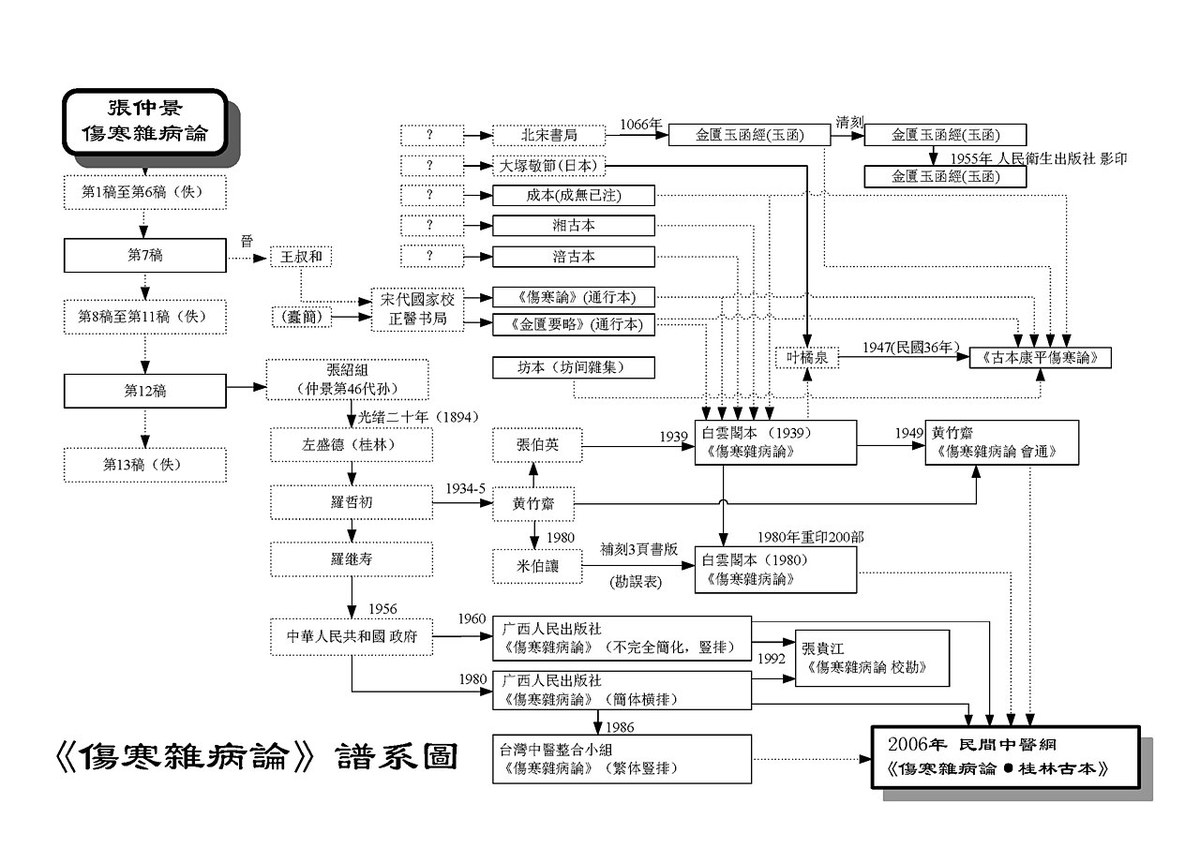 張仲景
傷寒雜病論
第1稿至第6稿（佚）
第7稿
晉
第8稿至第11稿（佚）
第12稿
第13稿（佚）
王叔和
（蠹簡）
宋代國家校
正醫书局
?
北宋書局
1066年
金匱玉函經(玉函)
清刻
金匱玉函經(玉函)
1955年 人民衛生出版社 影印
金匱玉函經(玉函)
?
大塚敬節(日本)
?
成本(成無已注)
?
湘古本
?
涪古本
《傷寒論》(通行本)
《金匱要略》(通行本)
坊本（坊间雜集）
叶橘泉
1947(民國36年)
《古本康平傷寒論》
張紹組
（仲景第46代孙）
光绪二十年（1894）
左盛德（桂林）
羅哲初
1934-5
羅继寿
1956
中華人民共和國 政府
張伯英
1939
黄竹齋
1980
米伯讓
補刻3頁書版
(勘誤表)
白雲閣本 （1939）
《傷寒雜病論》
1949
黄竹齋
《傷寒雜病論 會通》
1980年重印200部
白雲閣本（1980）
《傷寒雜病論》
1960
广西人民出版社
《傷寒雜病論》（不完全簡化，竖排）
1980
广西人民出版社
《傷寒雜病論》（簡体横排）
1992
張貴江
《傷寒雜病論 校勘》
1986
台灣中醫整合小組
《傷寒雜病論》（繁体豎排）
2006年 民間中醫網
《傷寒雜病論●桂林古本》
《傷寒雜病論》譜系圖